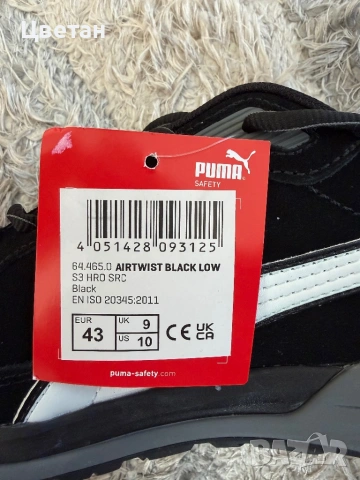 Цветан
PUMA
SAFETY
4 051428 093125
64.465.0 AIRTWIST BLACK LOW
S3 HRO SRC
Black
EN ISO 20345:2011
EUR 43 UK 9 US 10 CE UK CA
puma-safety.com
BAZAR